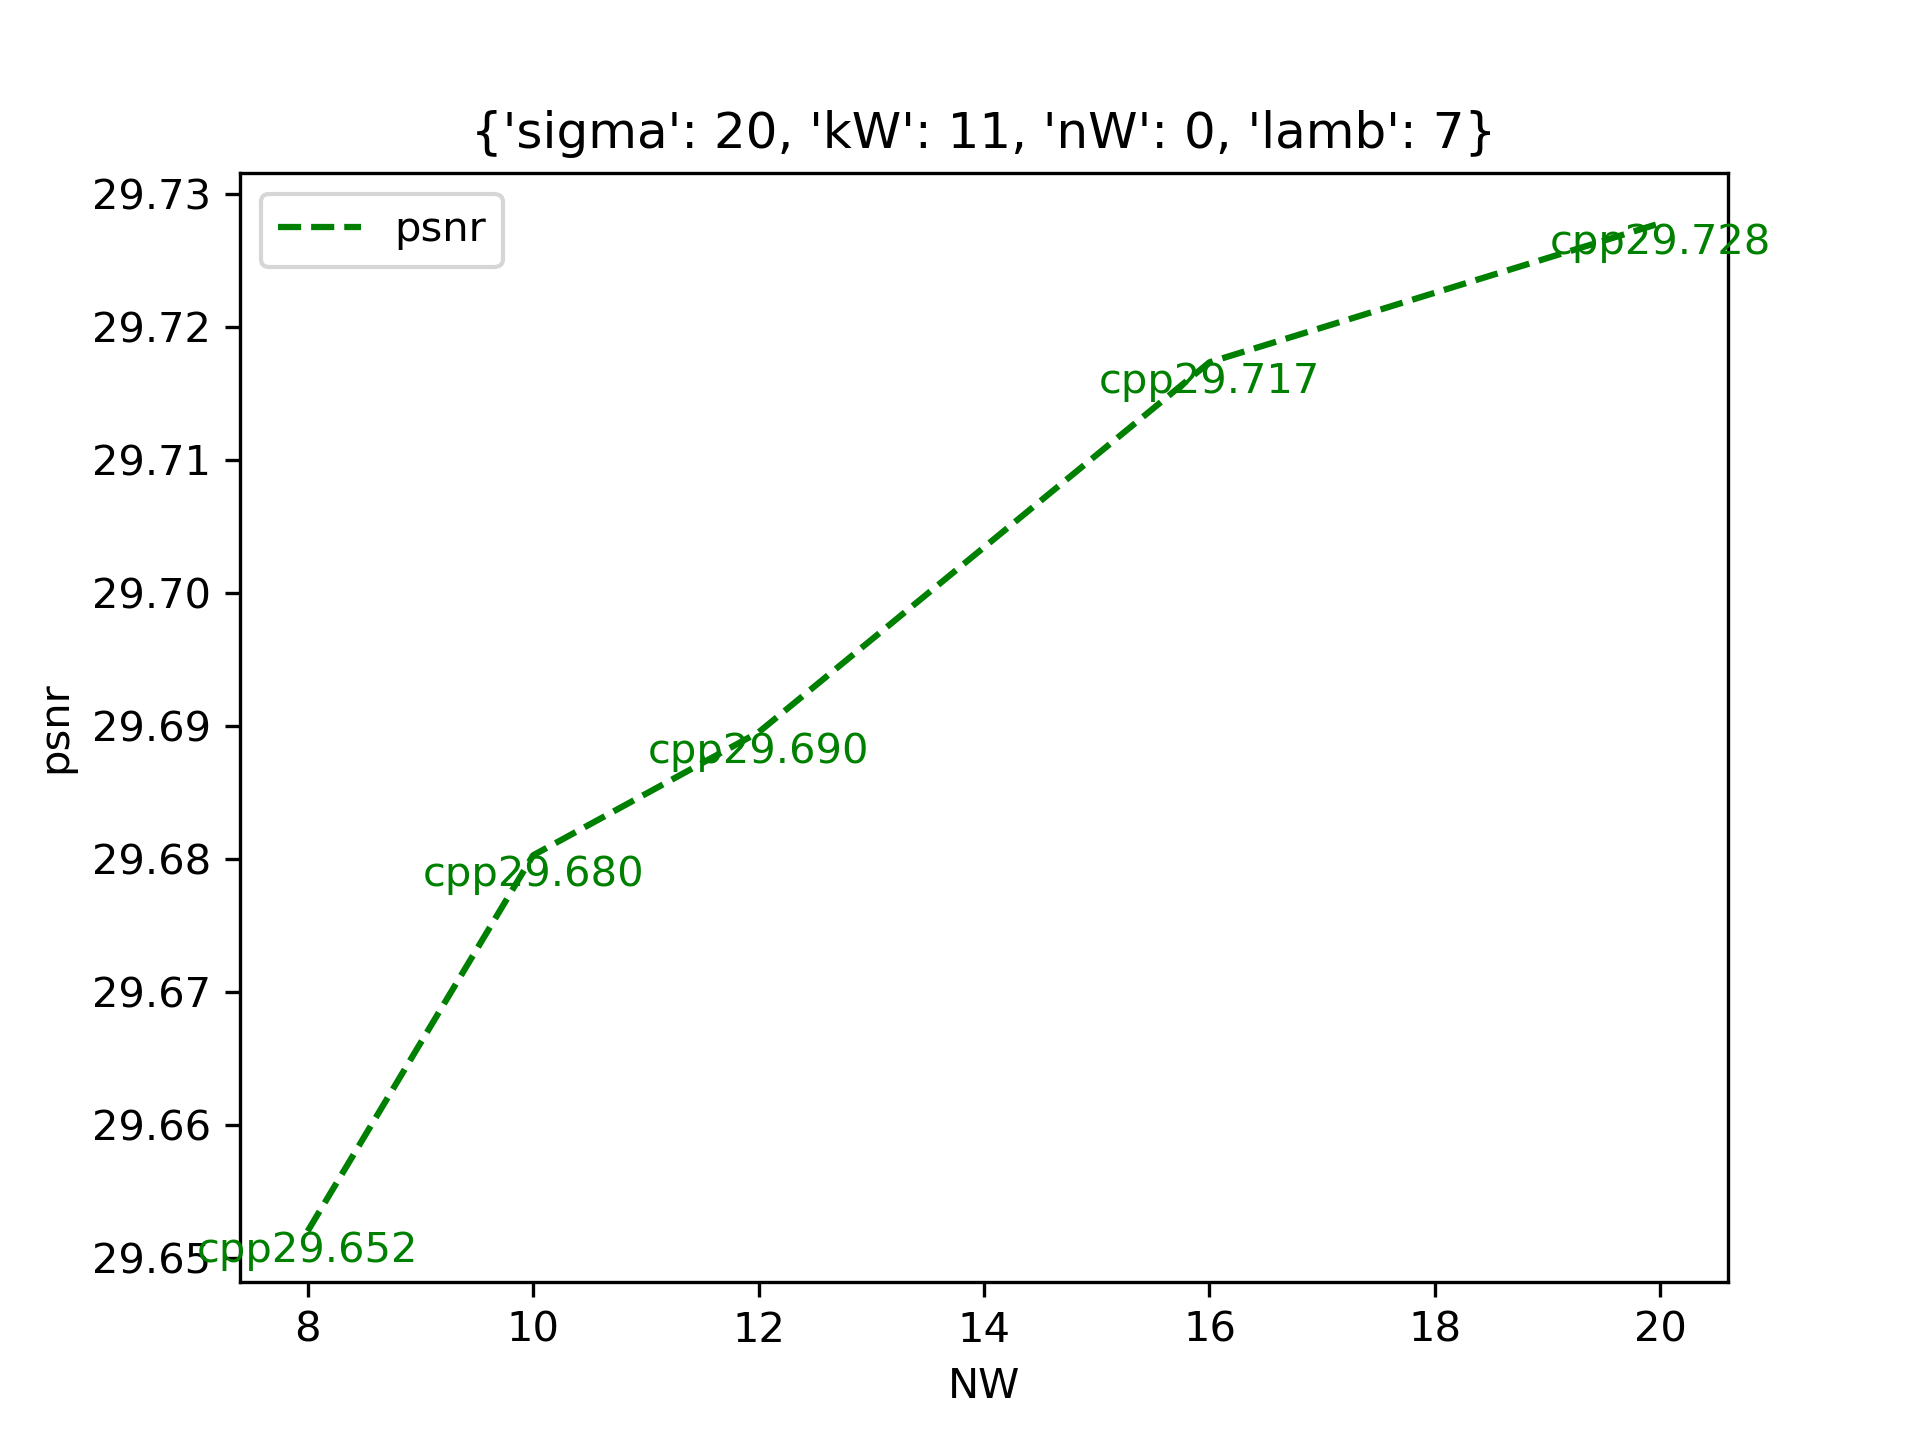 {'sigma': 20, 'kW': 11, 'nW': 0, 'lamb': 7}
psnr
29.73
29.72
29.71
29.70
29.69
29.68
29.67
29.66
29.65
psnr
cpp29.728
cpp29.717
cpp29.690
cpp29.680
cpp29.652
8 10 12 14 16 18 20
NW